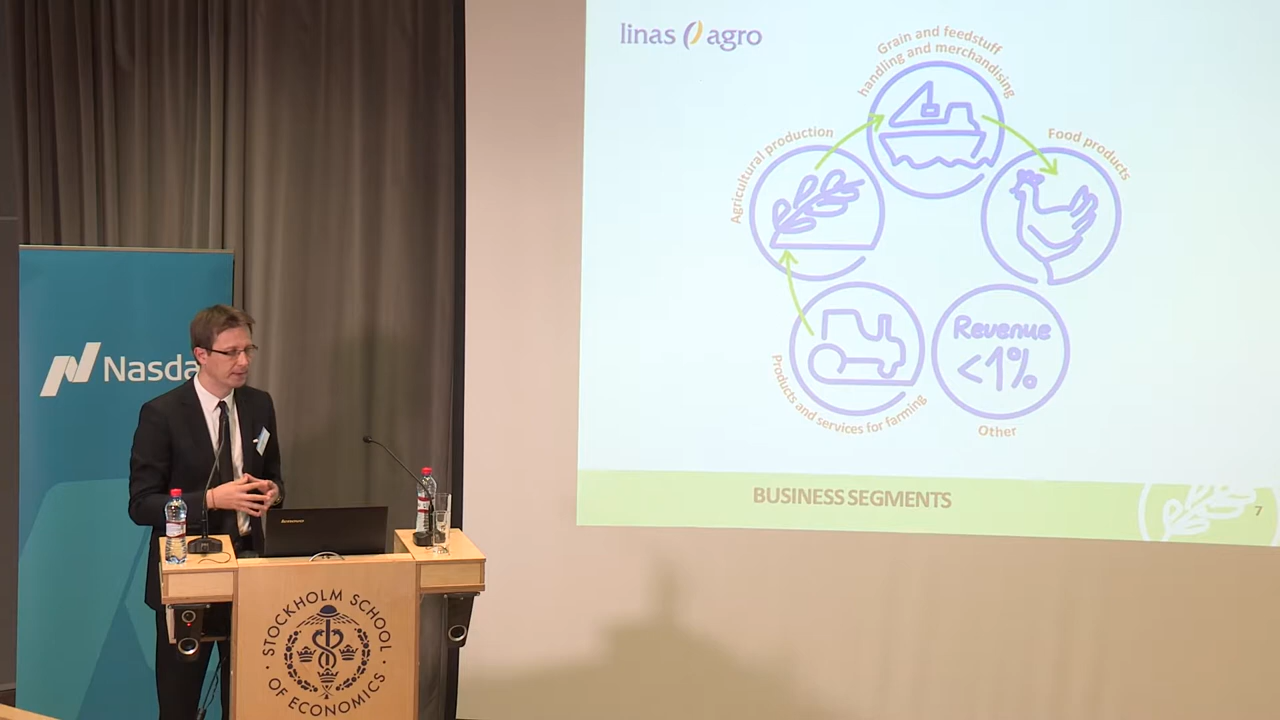 linas agro
Grain and feedstuff
handling and merchandising
Agricultural production
Food products
Revenue
<1%
Products and services for farming
Other
BUSINESS SEGMENTS
7
Nasda
lenovo
STOCKHOLM SCHOOL
OF ECONOMICS